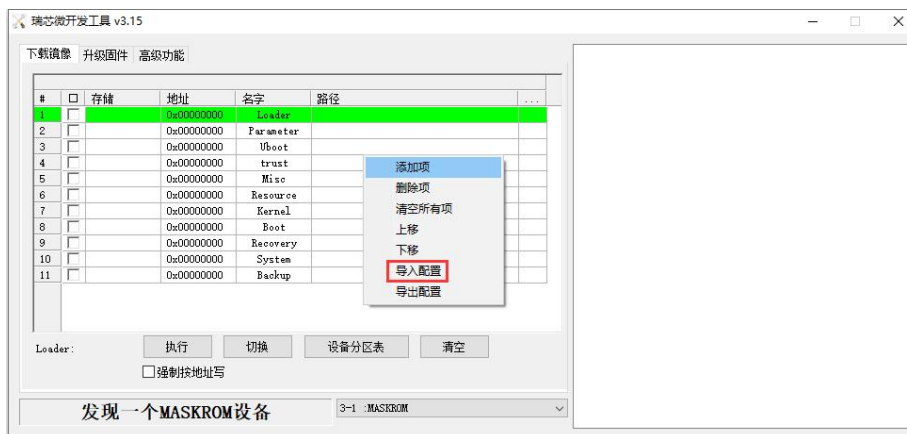 瑞芯微开发工具 v3.15
下载镜像 升级固件 高级功能
# 存储 地址 名字 路径 ...
1 0x00000000 Loader
2 0x00000000 Parameter
3 0x00000000 Uboot
4 0x00000000 trust
5 0x00000000 Misc
6 0x00000000 Resource
7 0x00000000 Kernel
8 0x00000000 Boot
9 0x00000000 Recovery
10 0x00000000 System
11 0x00000000 Backup
添加项
删除项
清空所有项
上移
下移
导入配置
导出配置
Loader: 执行 切换 设备分区表 清空
强制按地址写
发现一个MASKROM设备 3-1 :MASKROM